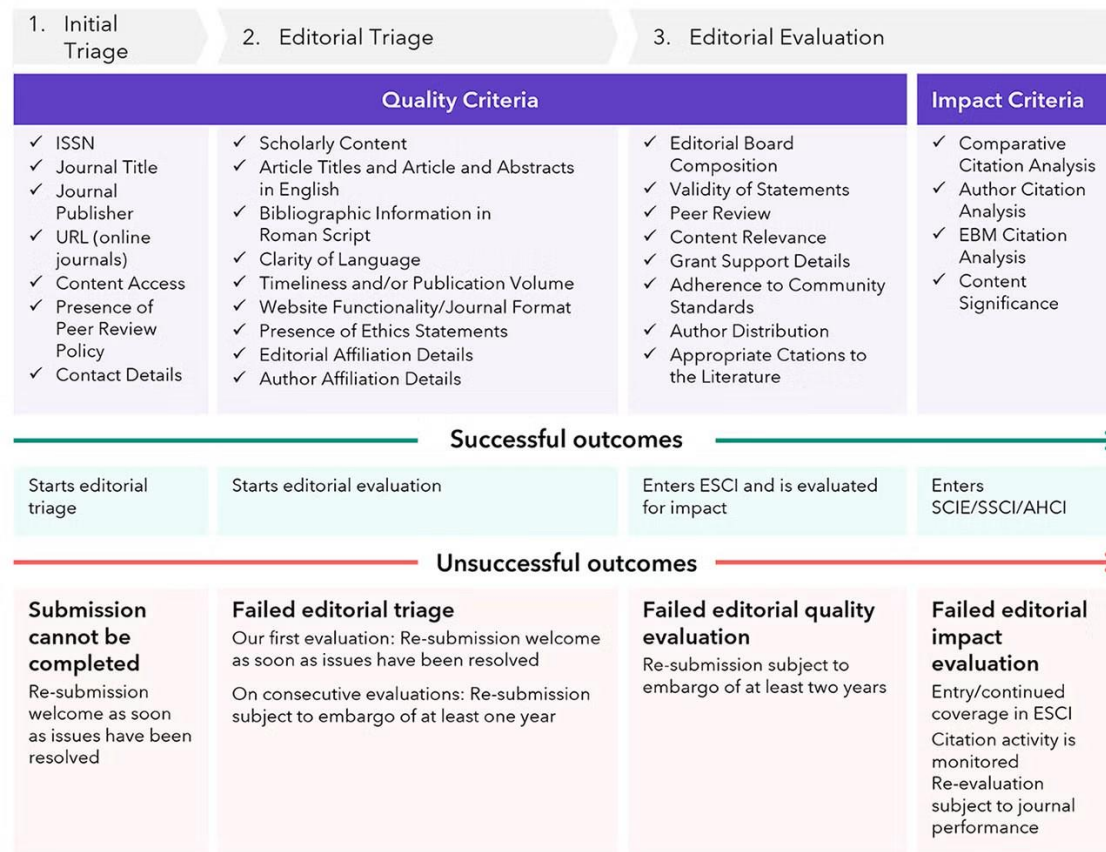 1. Initial
Triage
2. Editorial Triage
3. Editorial Evaluation
Quality Criteria
Impact Criteria
✓ ISSN
✓ Journal Title
✓ Journal
Publisher
✓ URL (online
journals)
✓ Content Access
✓ Presence of
Peer Review
Policy
✓ Contact Details
✓ Scholarly Content
✓ Article Titles and Article and Abstracts
in English
✓ Bibliographic Information in
Roman Script
✓ Clarity of Language
✓ Timeliness and/or Publication Volume
✓ Website Functionality/Journal Format
✓ Presence of Ethics Statements
✓ Editorial Affiliation Details
✓ Author Affiliation Details
✓ Editorial Board
Composition
✓ Validity of Statements
✓ Peer Review
✓ Content Relevance
✓ Grant Support Details
✓ Adherence to Community
Standards
✓ Author Distribution
✓ Appropriate Ctations to
the Literature
✓ Comparative
Citation Analysis
✓ Author Citation
Analysis
✓ EBM Citation
Analysis
✓ Content
Significance
Successful outcomes
Starts editorial
triage
Starts editorial evaluation
Enters ESCI and is evaluated
for impact
Enters
SCIE/SSCI/AHCI
Unsuccessful outcomes
Submission
cannot be
completed
Re-submission
welcome as soon
as issues have been
resolved
Failed editorial triage
Our first evaluation: Re-submission welcome
as soon as issues have been resolved
On consecutive evaluations: Re-submission
subject to embargo of at least one year
Failed editorial quality
evaluation
Re-submission subject to
embargo of at least two years
Failed editorial
impact
evaluation
Entry/continued
coverage in ESCI
Citation activity is
monitored
Re-evaluation
subject to journal
performance